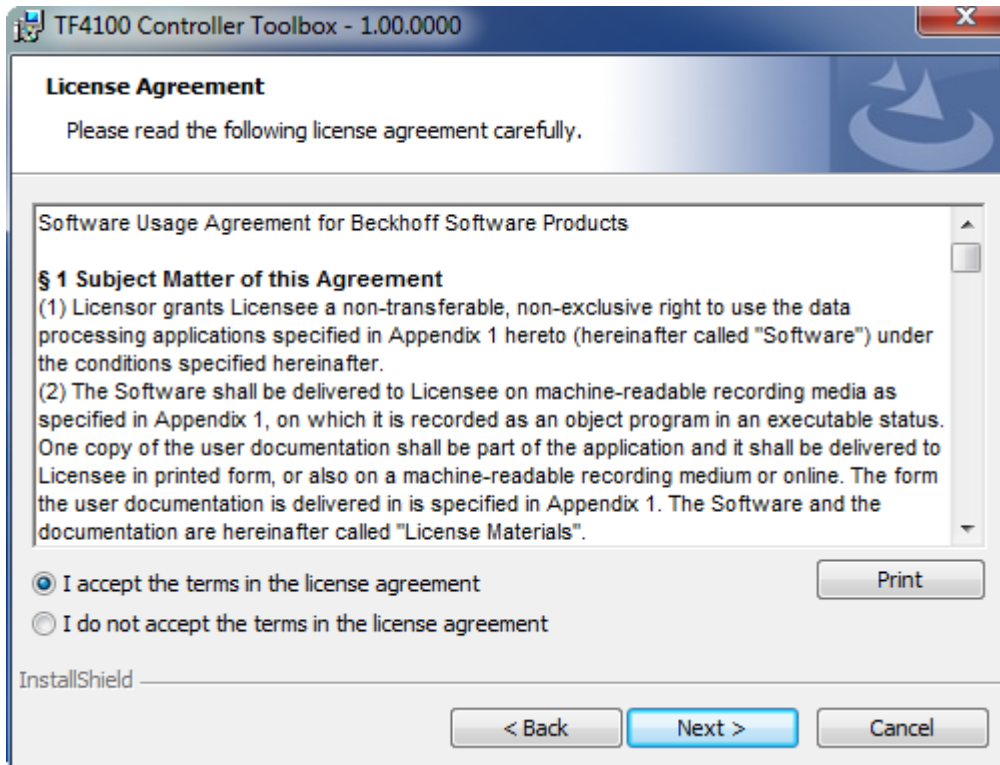 TF4100 Controller Toolbox - 1.00.0000
License Agreement
Please read the following license agreement carefully.
Software Usage Agreement for Beckhoff Software Products
§ 1 Subject Matter of this Agreement
(1) Licensor grants Licensee a non-transferable, non-exclusive right to use the data
processing applications specified in Appendix 1 hereto (hereinafter called "Software") under
the conditions specified hereinafter.
(2) The Software shall be delivered to Licensee on machine-readable recording media as
specified in Appendix 1, on which it is recorded as an object program in an executable status.
One copy of the user documentation shall be part of the application and it shall be delivered to
Licensee in printed form, or also on a machine-readable recording medium or online. The form
the user documentation is delivered in is specified in Appendix 1. The Software and the
documentation are hereinafter called "License Materials".
I accept the terms in the license agreement
Print
I do not accept the terms in the license agreement
InstallShield
< Back
Next >
Cancel